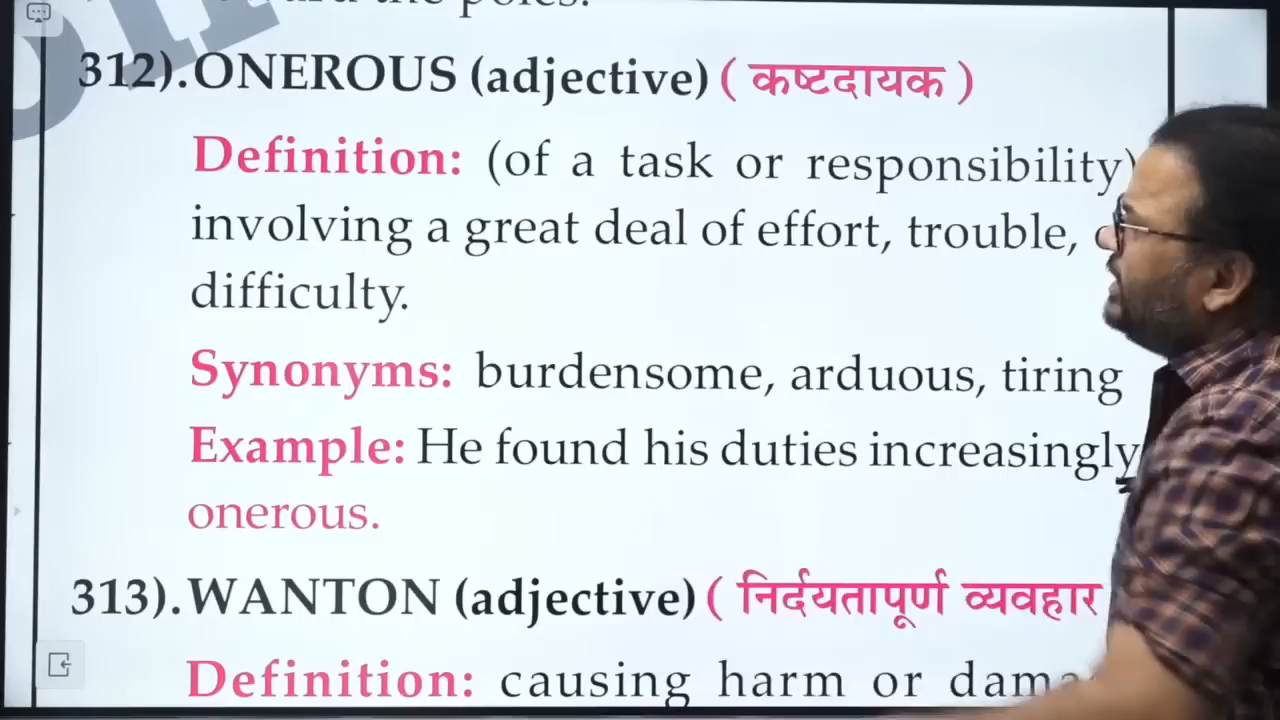 the poles.
312).ONEROUS (adjective) ( कष्टदायक )
Definition: (of a task or responsibility)
involving a great deal of effort, trouble,
difficulty.
Synonyms: burdensome, arduous, tiring
Example: He found his duties increasingly
onerous.
313).WANTON (adjective) ( निर्दयतापूर्ण व्यवहार
Definition: causing harm or